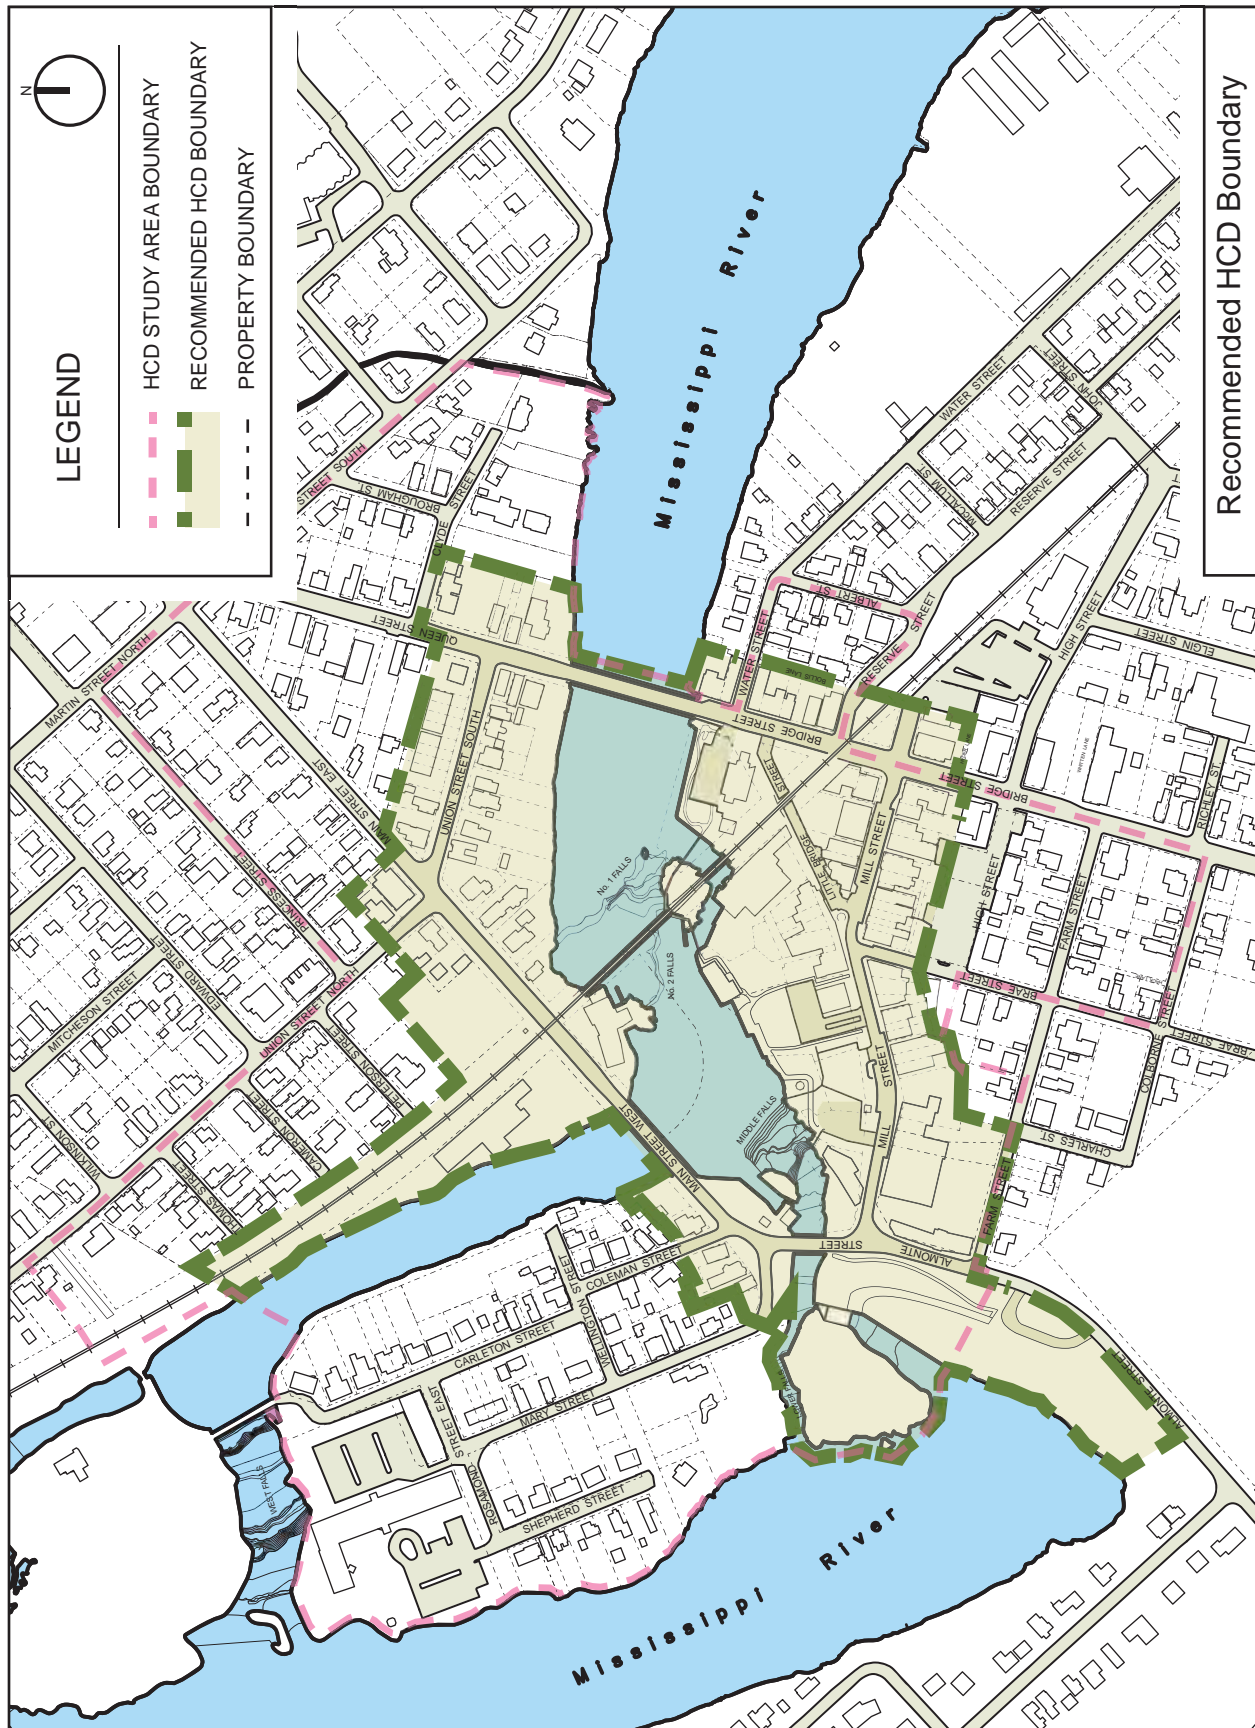 LEGEND
N
HCD STUDY AREA BOUNDARY
RECOMMENDED HCD BOUNDARY
PROPERTY BOUNDARY
Recommended HCD Boundary
Mississippi River
Mississippi River
MARTIN STREET NORTH
STREET SOUTH
BROUGHAM ST.
CLYDE STREET
QUEEN STREET
UNION STREET SOUTH
MAIN STREET EAST
PRINCESS STREET
UNION STREET NORTH
EDWARD STREET
MITCHESON STREET
WILKINSON ST.
THOMAS STREET
CAMERON STREET
PETERSON STREET
MAIN STREET WEST
No. 1 FALLS
No. 2 FALLS
MIDDLE FALLS
LOWER FALLS
WEST FALLS
COLEMAN STREET
CARLETON STREET
WELLINGTON STREET
MARY STREET
ROSAMOND STREET EAST
SHEPHERD STREET
ALMONTE STREET
ALMONTE STREET
MILL STREET
MILL STREET
LITTLE BRIDGE STREET
BRIDGE STREET
BRIDGE STREET
WATER STREET
WATER STREET
ALBERT ST.
RESERVE STREET
RESERVE STREET
McCALLUM ST.
JOHN STREET
HIGH STREET
HIGH STREET
ELGIN STREET
RICHLEY ST.
FARM STREET
FARM STREET
BRAE STREET
BRAE STREET
COLBORNE STREET
CHARLES ST.